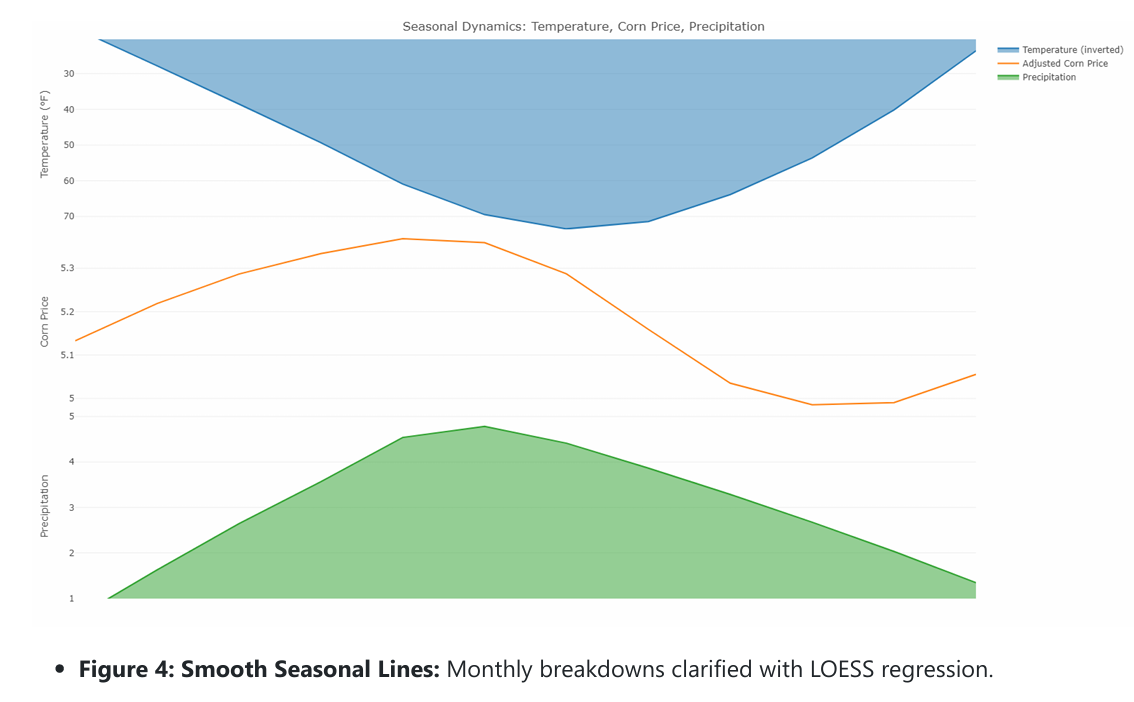 Seasonal Dynamics: Temperature, Corn Price, Precipitation
Temperature (inverted)
Adjusted Corn Price
Precipitation
Temperature (°F)
30
40
50
60
70
Corn Price
5.3
5.2
5.1
5
Precipitation
5
4
3
2
1
• Figure 4: Smooth Seasonal Lines: Monthly breakdowns clarified with LOESS regression.